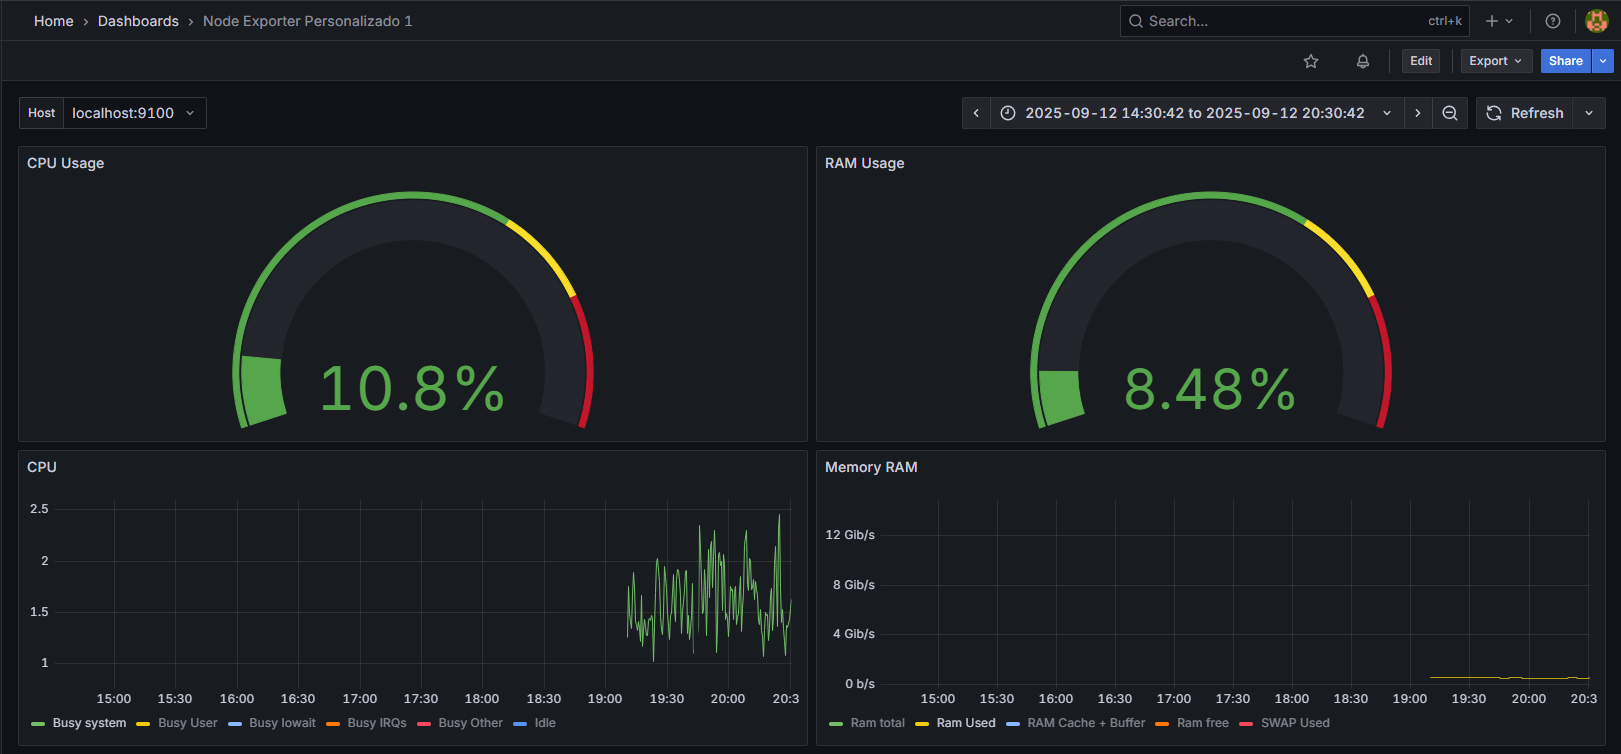 Home › Dashboards › Node Exporter Personalizado 1
Search...
ctrl+k
Edit
Export
Share
Host
localhost:9100
2025-09-12 14:30:42 to 2025-09-12 20:30:42
Refresh
CPU Usage
10.8%
RAM Usage
8.48%
CPU
2.5
2
1.5
1
15:00 15:30 16:00 16:30 17:00 17:30 18:00 18:30 19:00 19:30 20:00 20:3
Busy system Busy User Busy Iowait Busy IRQs Busy Other Idle
Memory RAM
12 Gib/s
8 Gib/s
4 Gib/s
0 b/s
15:00 15:30 16:00 16:30 17:00 17:30 18:00 18:30 19:00 19:30 20:00 20:3
Ram total Ram Used RAM Cache + Buffer Ram free SWAP Used